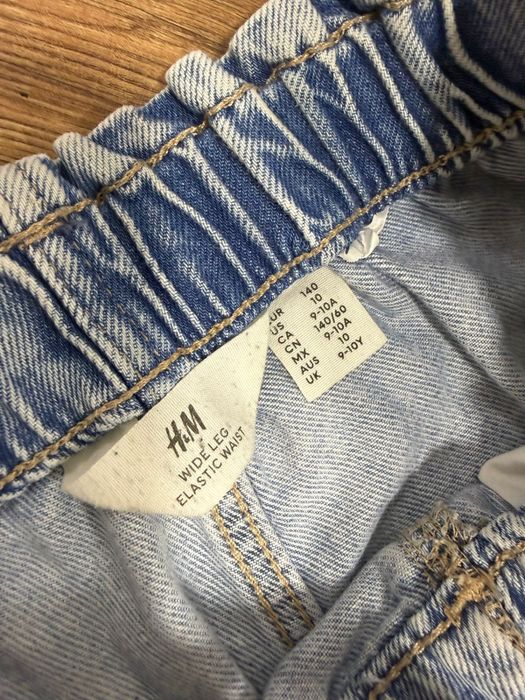 H&M
WIDE LEG
ELASTIC WAIST
EUR 140
US 10
CA 9-10A
CN 140/60
MX 9-10A
AUS 10
UK 9-10Y